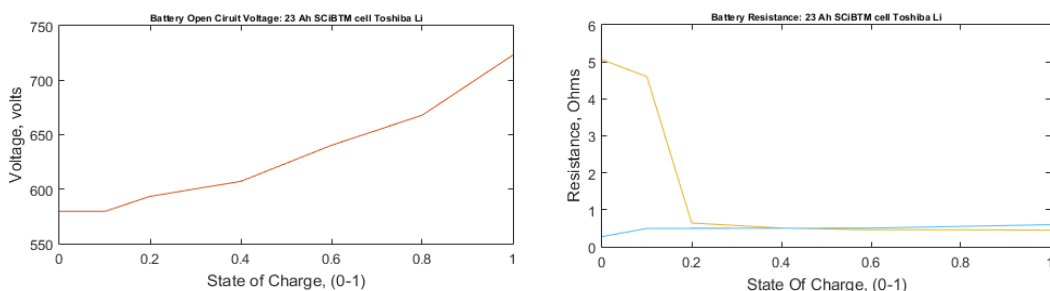 Battery Open Ciruit Voltage: 23 Ah SCiBTM cell Toshiba Li
750
700
650
600
550
Voltage, volts
0 0.2 0.4 0.6 0.8 1
State of Charge, (0-1)
Battery Resistance: 23 Ah SCiBTM cell Toshiba Li
6
5
4
3
2
1
0
Resistance, Ohms
0 0.2 0.4 0.6 0.8 1
State Of Charge, (0-1)